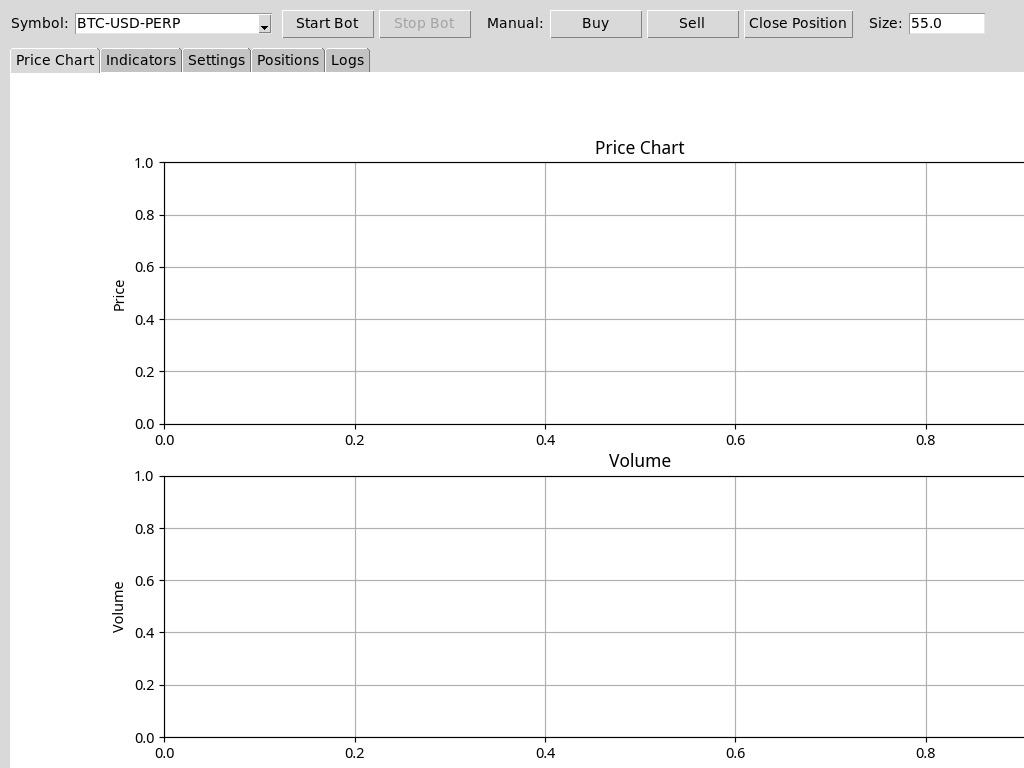 Symbol: BTC-USD-PERP Start Bot Stop Bot Manual: Buy Sell Close Position Size: 55.0
Price Chart Indicators Settings Positions Logs
Price Chart
1.0
0.8
0.6
0.4
0.2
0.0
Price
0.0 0.2 0.4 0.6 0.8
Volume
1.0
0.8
0.6
0.4
0.2
0.0
Volume
0.0 0.2 0.4 0.6 0.8